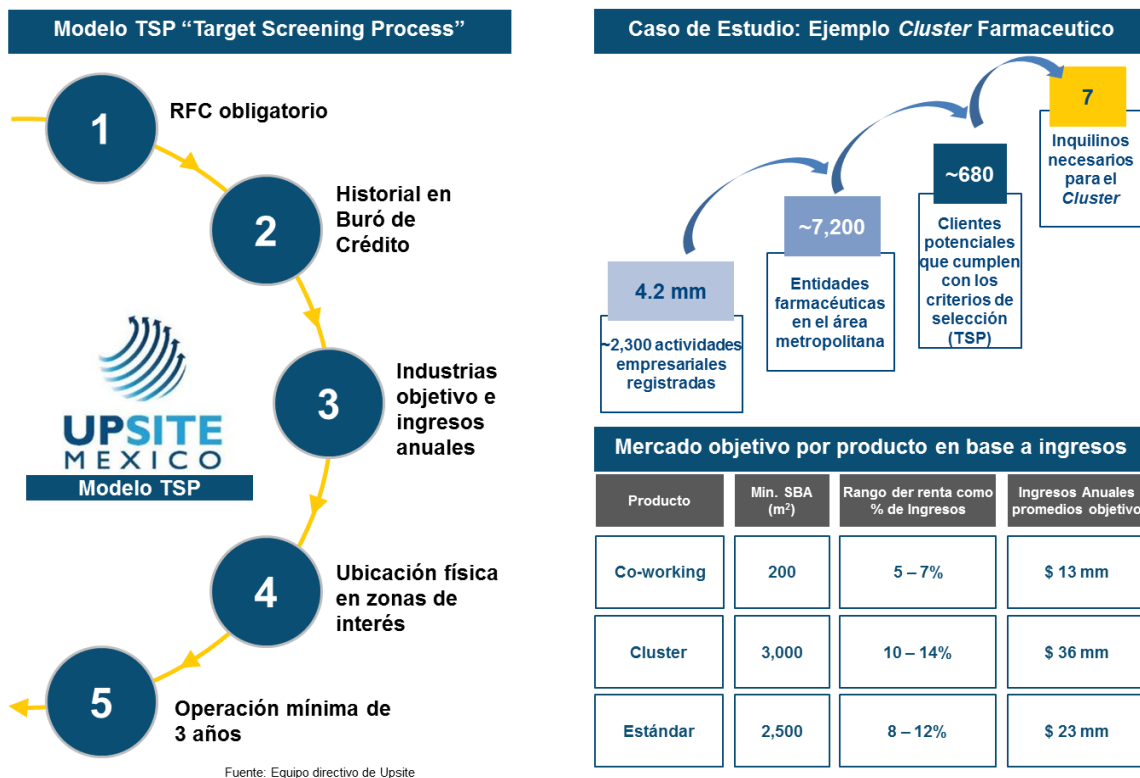 Modelo TSP “Target Screening Process”
1
RFC obligatorio
2
Historial en
Buró de
Crédito
3
Industrias
objetivo e
ingresos
anuales
UPSITE
MEXICO
Modelo TSP
4
Ubicación física
en zonas de
interés
5
Operación mínima de
3 años
Fuente: Equipo directivo de Upsite
Caso de Estudio: Ejemplo Cluster Farmaceutico
4.2 mm
~2,300 actividades
empresariales
registradas
~7,200
Entidades
farmacéuticas
en el área
metropolitana
~680
Clientes
potenciales
que cumplen
con los
criterios de
selección
(TSP)
7
Inquilinos
necesarios
para el
Cluster
Mercado objetivo por producto en base a ingresos
Producto
Min. SBA
(m²)
Rango der renta como
% de Ingresos
Ingresos Anuales
promedios objetivo
Co-working
200
5 – 7%
$ 13 mm
Cluster
3,000
10 – 14%
$ 36 mm
Estándar
2,500
8 – 12%
$ 23 mm